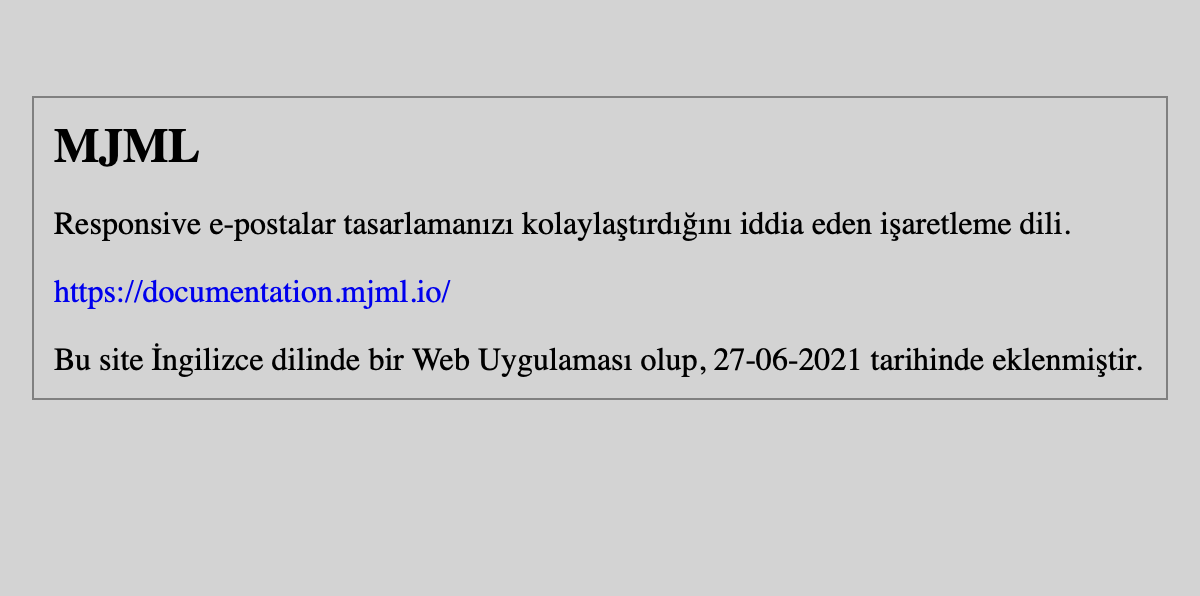 MJML
Responsive e-postalar tasarlamanızı kolaylaştırdığını iddia eden işaretleme dili.
https://documentation.mjml.io/
Bu site İngilizce dilinde bir Web Uygulaması olup, 27-06-2021 tarihinde eklenmiştir.